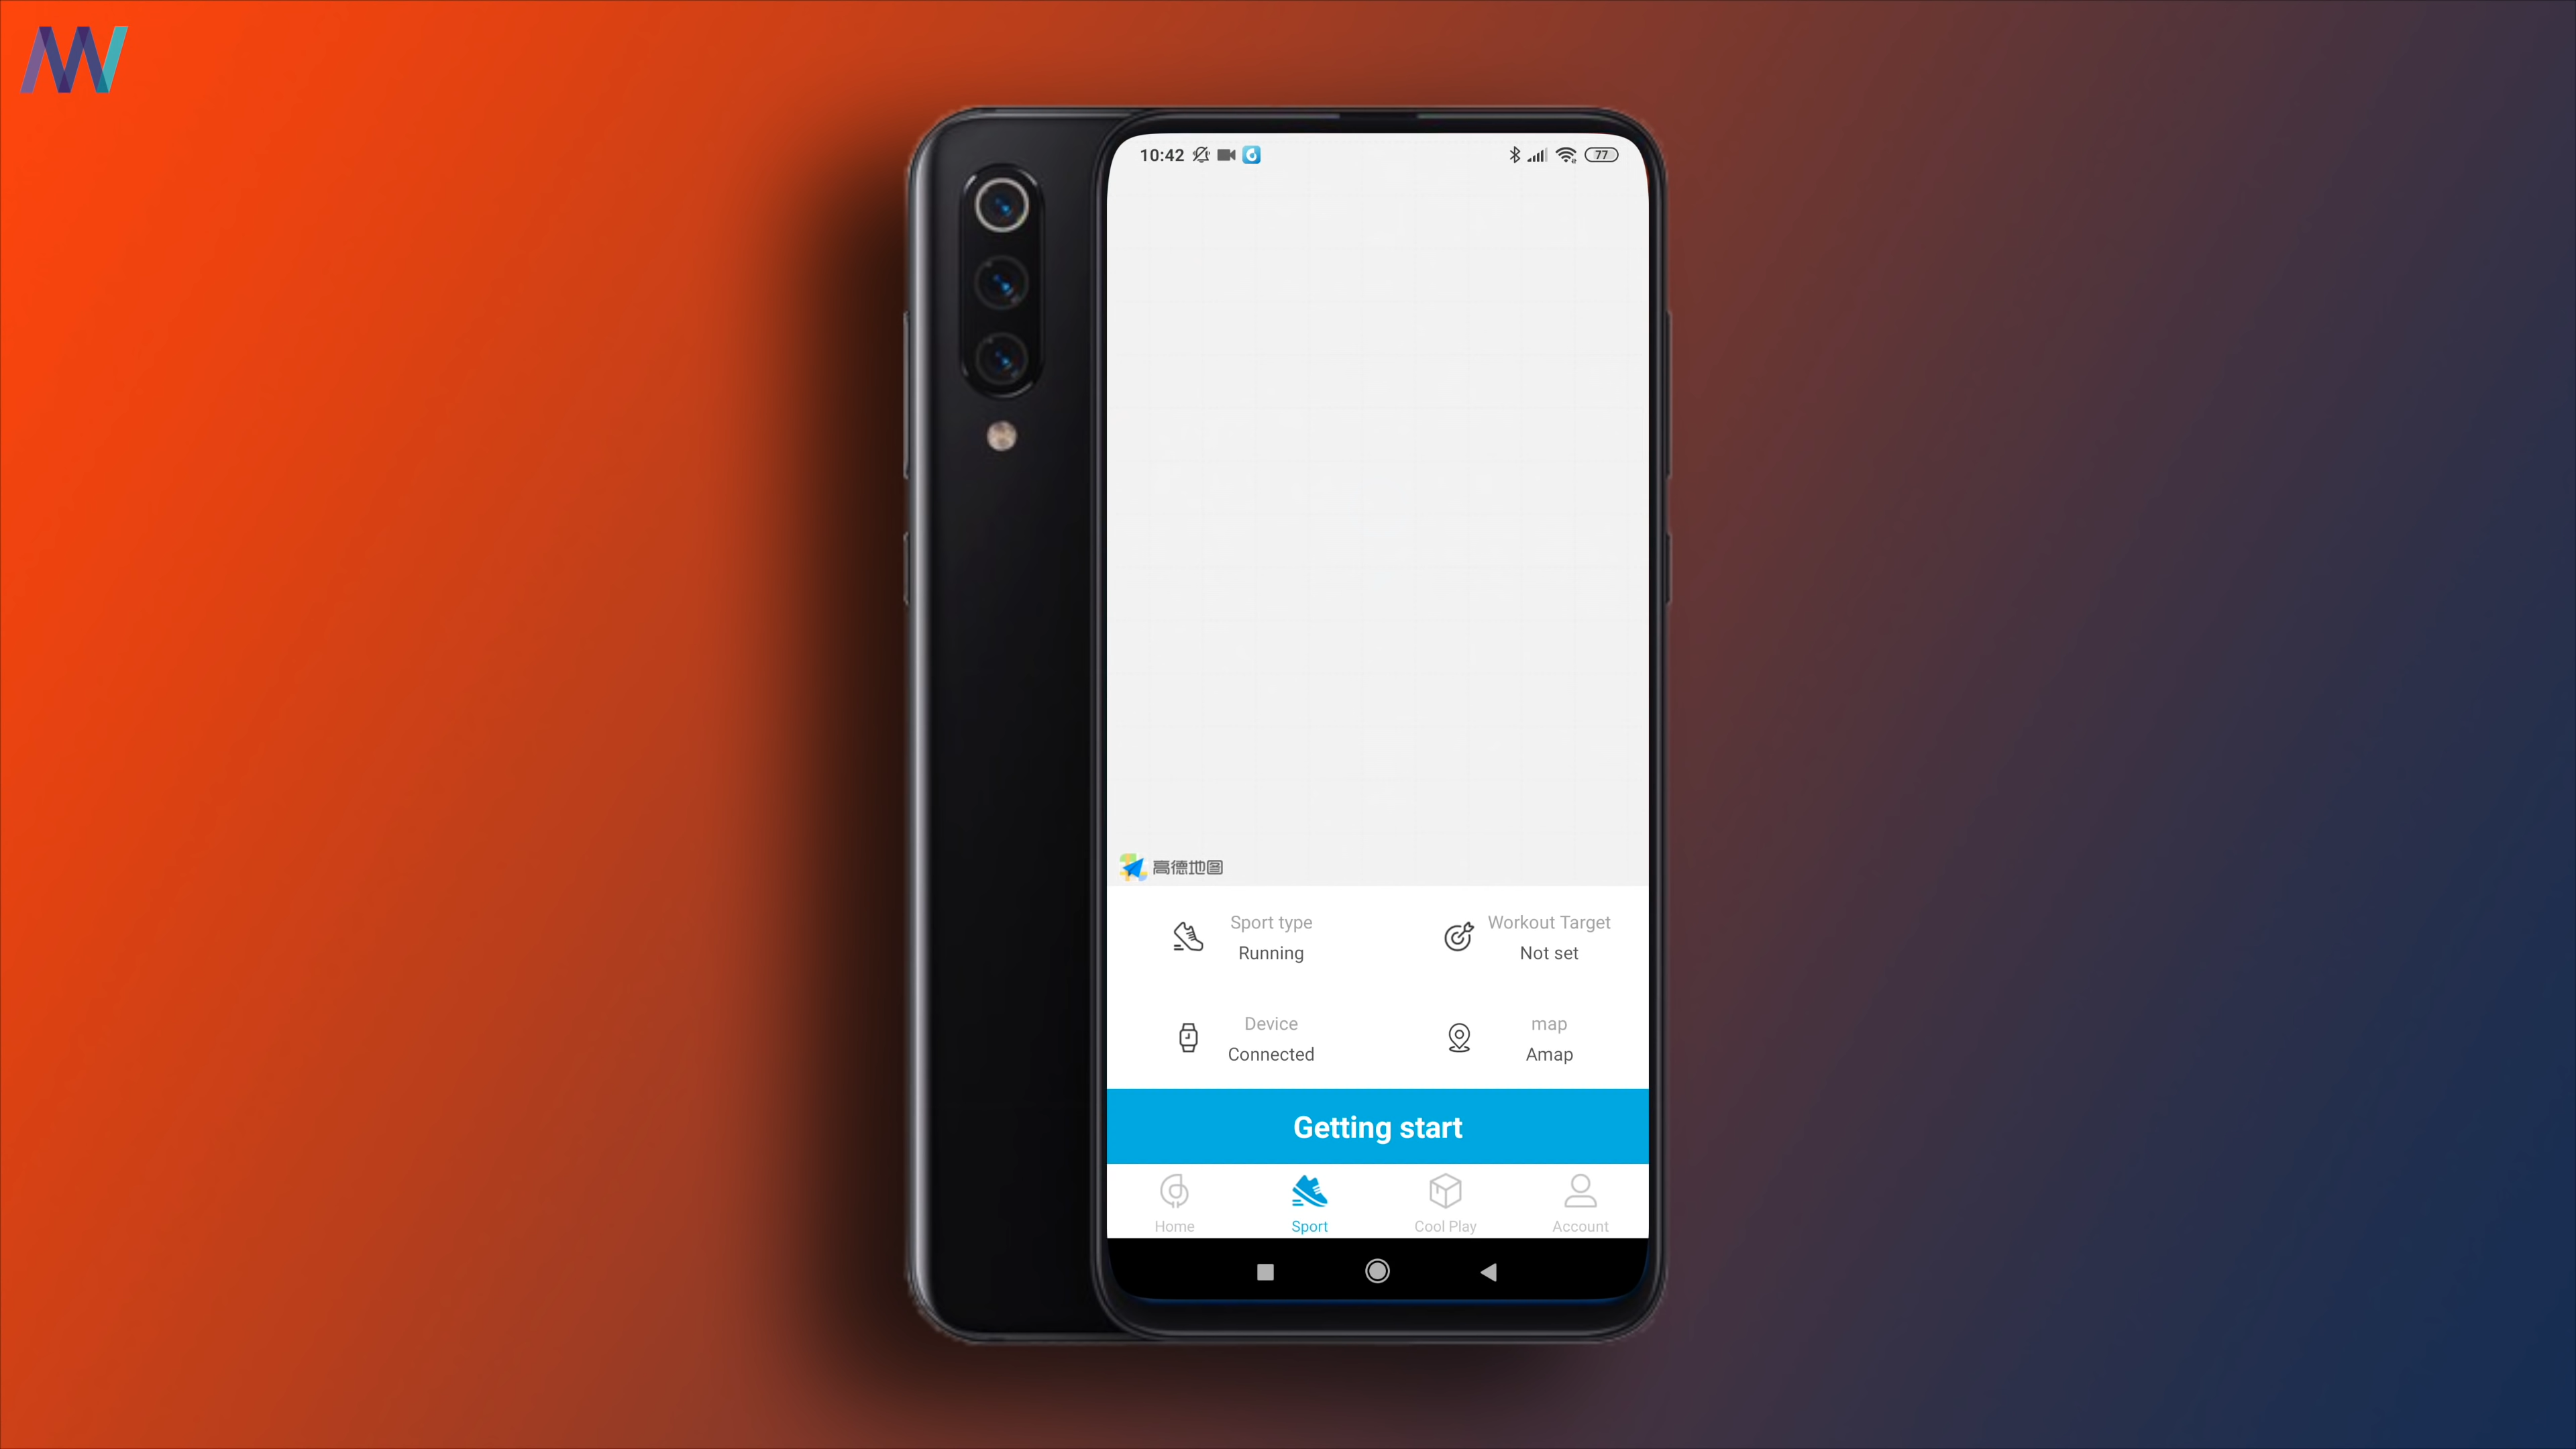 10:42
77
高德地图
Sport type
Running
Workout Target
Not set
Device
Connected
map
Amap
Getting start
Home
Sport
Cool Play
Account